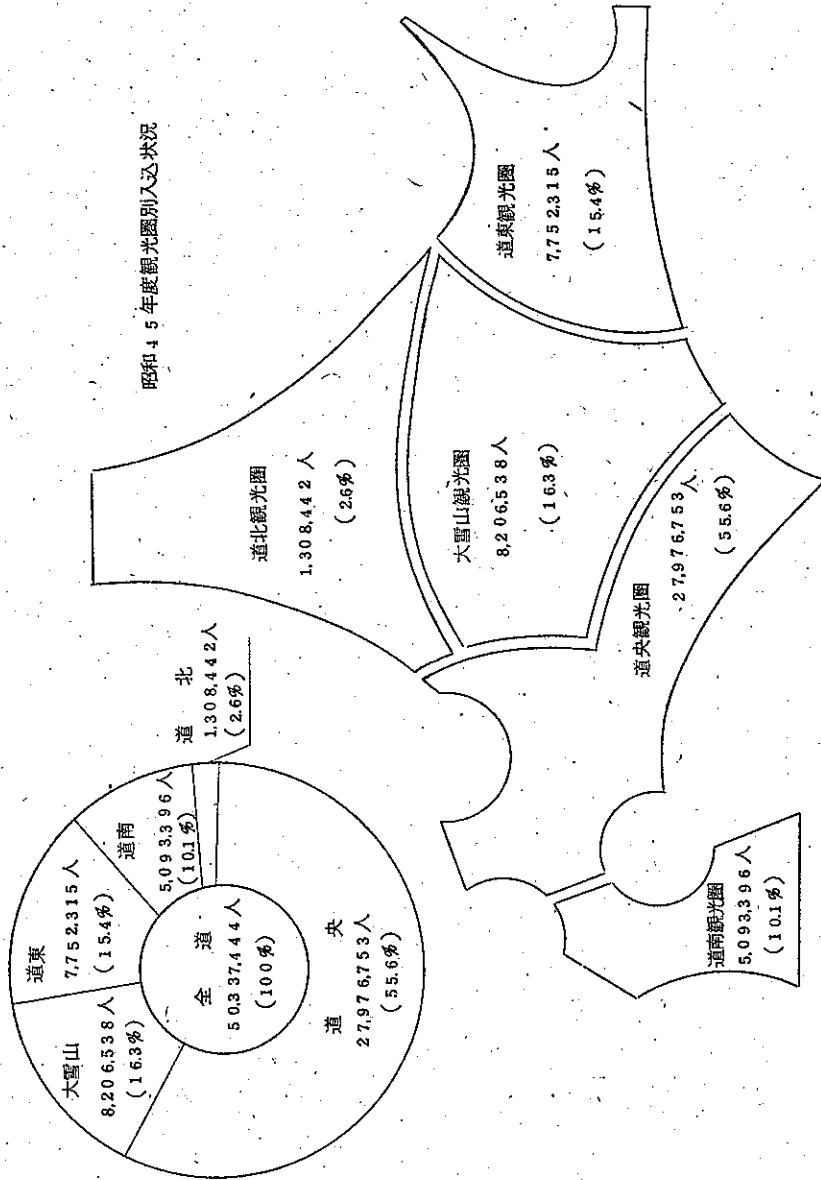 昭和45年度観光圏別入込状況
道北
1,308,442人
(2.6%)
道南
5,093,396人
(10.1%)
道東
7,752,315人
(15.4%)
大雪山
8,206,538人
(16.3%)
全道
50,337,444人
(100%)
道央
27,976,753人
(55.6%)
道北観光圏
1,308,442人
(2.6%)
大雪山観光圏
8,206,538人
(16.3%)
道東観光圏
7,752,315人
(15.4%)
道央観光圏
27,976,753人
(55.6%)
道南観光圏
5,093,396人
(10.1%)